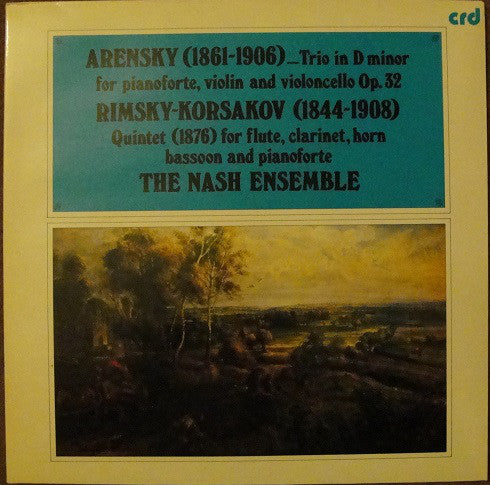 crd
ARENSKY (1861-1906)_Trio in D minor
for pianoforte, violin and violoncello Op. 32
RIMSKY-KORSAKOV (1844-1908)
Quintet (1876) for flute, clarinet, horn
bassoon and pianoforte
THE NASH ENSEMBLE